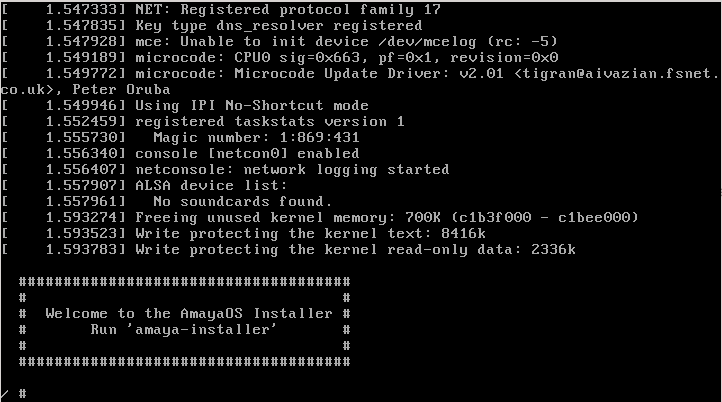 [    1.547333] NET: Registered protocol family 17
[    1.547835] Key type dns_resolver registered
[    1.547928] mce: Unable to init device /dev/mcelog (rc: -5)
[    1.549189] microcode: CPU0 sig=0x663, pf=0x1, revision=0x0
[    1.549772] microcode: Microcode Update Driver: v2.01 <tigran@aivazian.fsnet.
co.uk>, Peter Oruba
[    1.549946] Using IPI No-Shortcut mode
[    1.552459] registered taskstats version 1
[    1.555730]   Magic number: 1:869:431
[    1.556340] console [netcon0] enabled
[    1.556407] netconsole: network logging started
[    1.557907] ALSA device list:
[    1.557961]   No soundcards found.
[    1.593274] Freeing unused kernel memory: 700K (c1b3f000 - c1bee000)
[    1.593523] Write protecting the kernel text: 8416k
[    1.593783] Write protecting the kernel read-only data: 2336k
  #####################################
  #                                   #
  #  Welcome to the AmayaOS Installer #
  #       Run 'amaya-installer'       #
  #                                   #
  #####################################
/ #